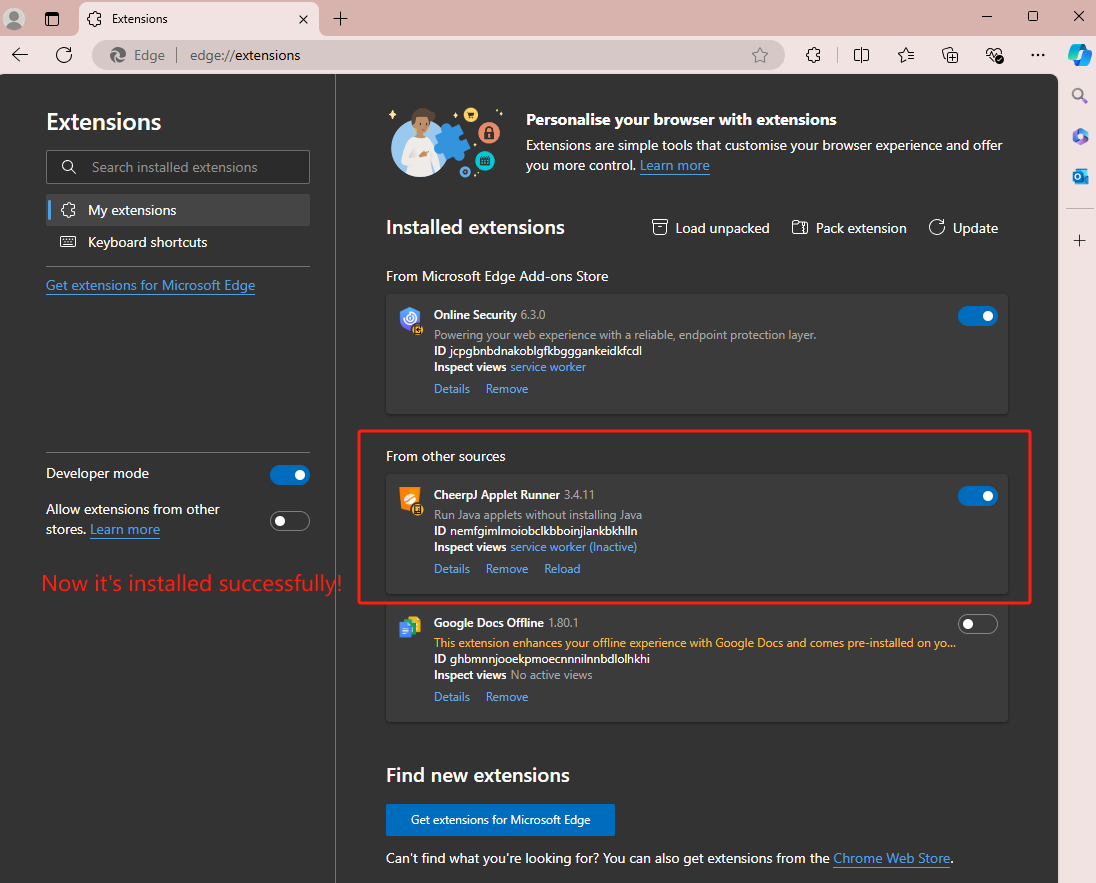 Extensions
Edge
edge://extensions
Extensions
Search installed extensions
My extensions
Keyboard shortcuts
Get extensions for Microsoft Edge
Developer mode
Allow extensions from other
stores. Learn more
Now it's installed successfully!
Personalise your browser with extensions
Extensions are simple tools that customise your browser experience and offer
you more control. Learn more
Installed extensions
Load unpacked
Pack extension
Update
From Microsoft Edge Add-ons Store
Online Security 6.3.0
Powering your web experience with a reliable, endpoint protection layer.
ID jcpgbnbdnakoblgfkbgggankeidkfcdl
Inspect views service worker
Details Remove
From other sources
CheerpJ Applet Runner 3.4.11
Run Java applets without installing Java
ID nemfgimlmoiobclkbboinjlankbkhlln
Inspect views service worker (Inactive)
Details Remove Reload
Google Docs Offline 1.80.1
This extension enhances your offline experience with Google Docs and comes pre-installed on yo...
ID ghbmnnjooekpmoecnnnilnnbdlolhkhi
Inspect views No active views
Details Remove
Find new extensions
Get extensions for Microsoft Edge
Can't find what you're looking for? You can also get extensions from the Chrome Web Store.